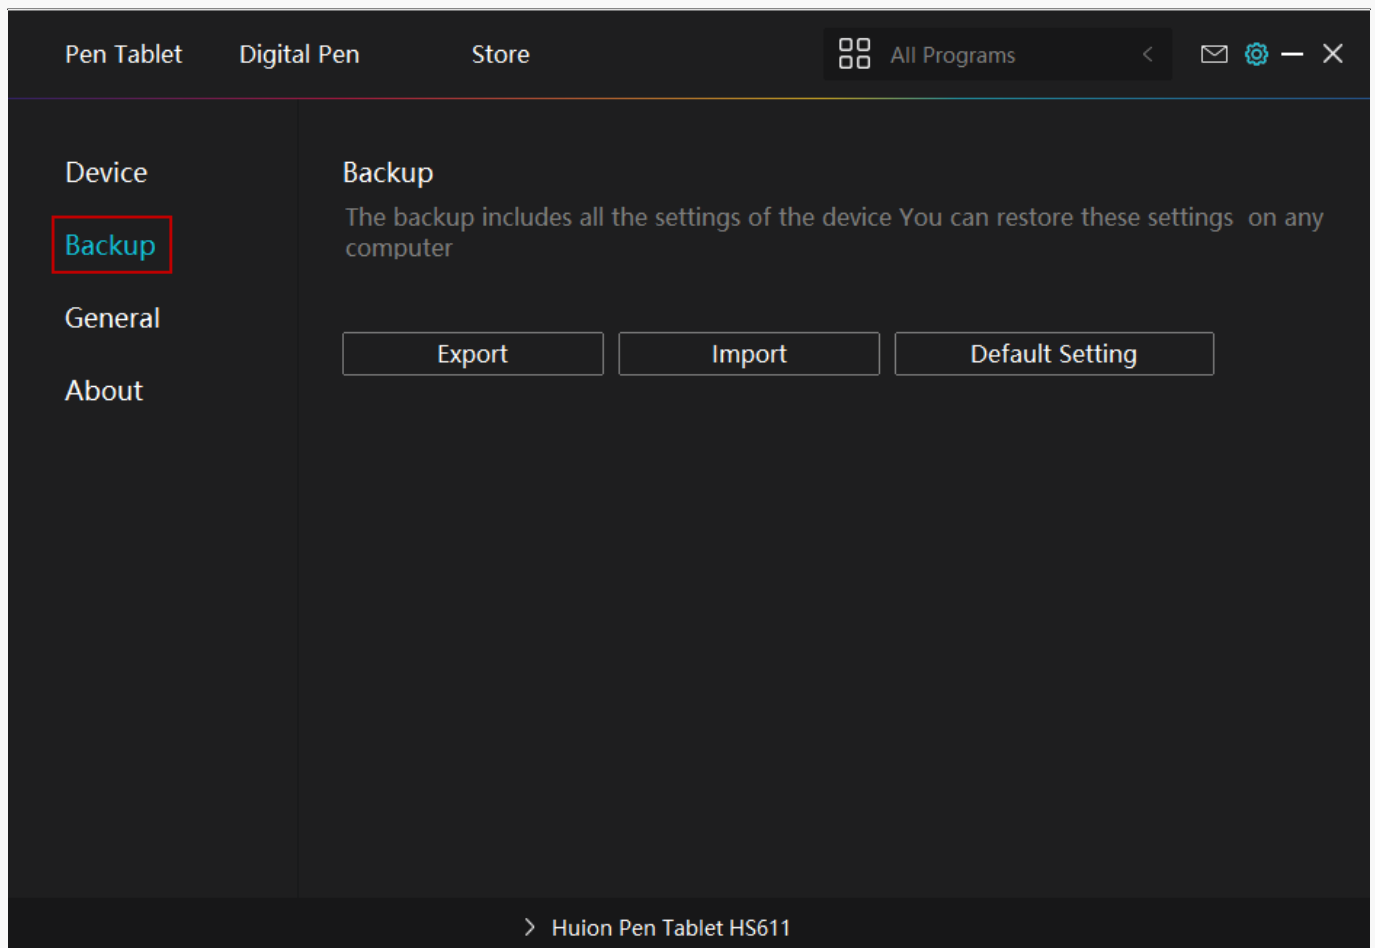 Pen Tablet Digital Pen Store All Programs
Device
Backup
General
About
Backup
The backup includes all the settings of the device You can restore these settings on any
computer
Export Import Default Setting
Huion Pen Tablet HS611